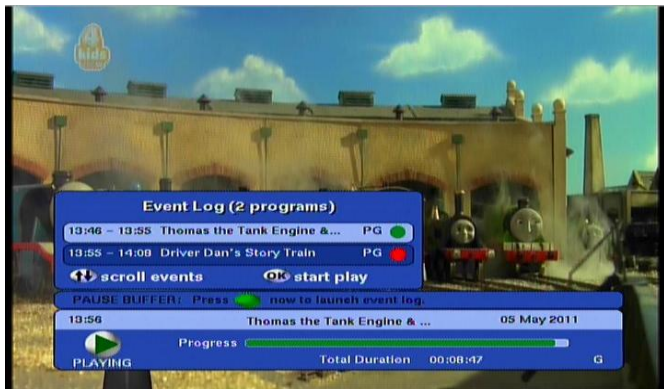 4
kids
Event Log (2 programs)
13:46 – 13:55 Thomas the Tank Engine &... PG
13:55 – 14:08 Driver Dan's Story Train PG
scroll events OK start play
PAUSE BUFFER: Press now to launch event log.
13:56 Thomas the Tank Engine & ... 05 May 2011
Progress
PLAYING Total Duration 00:08:47 G